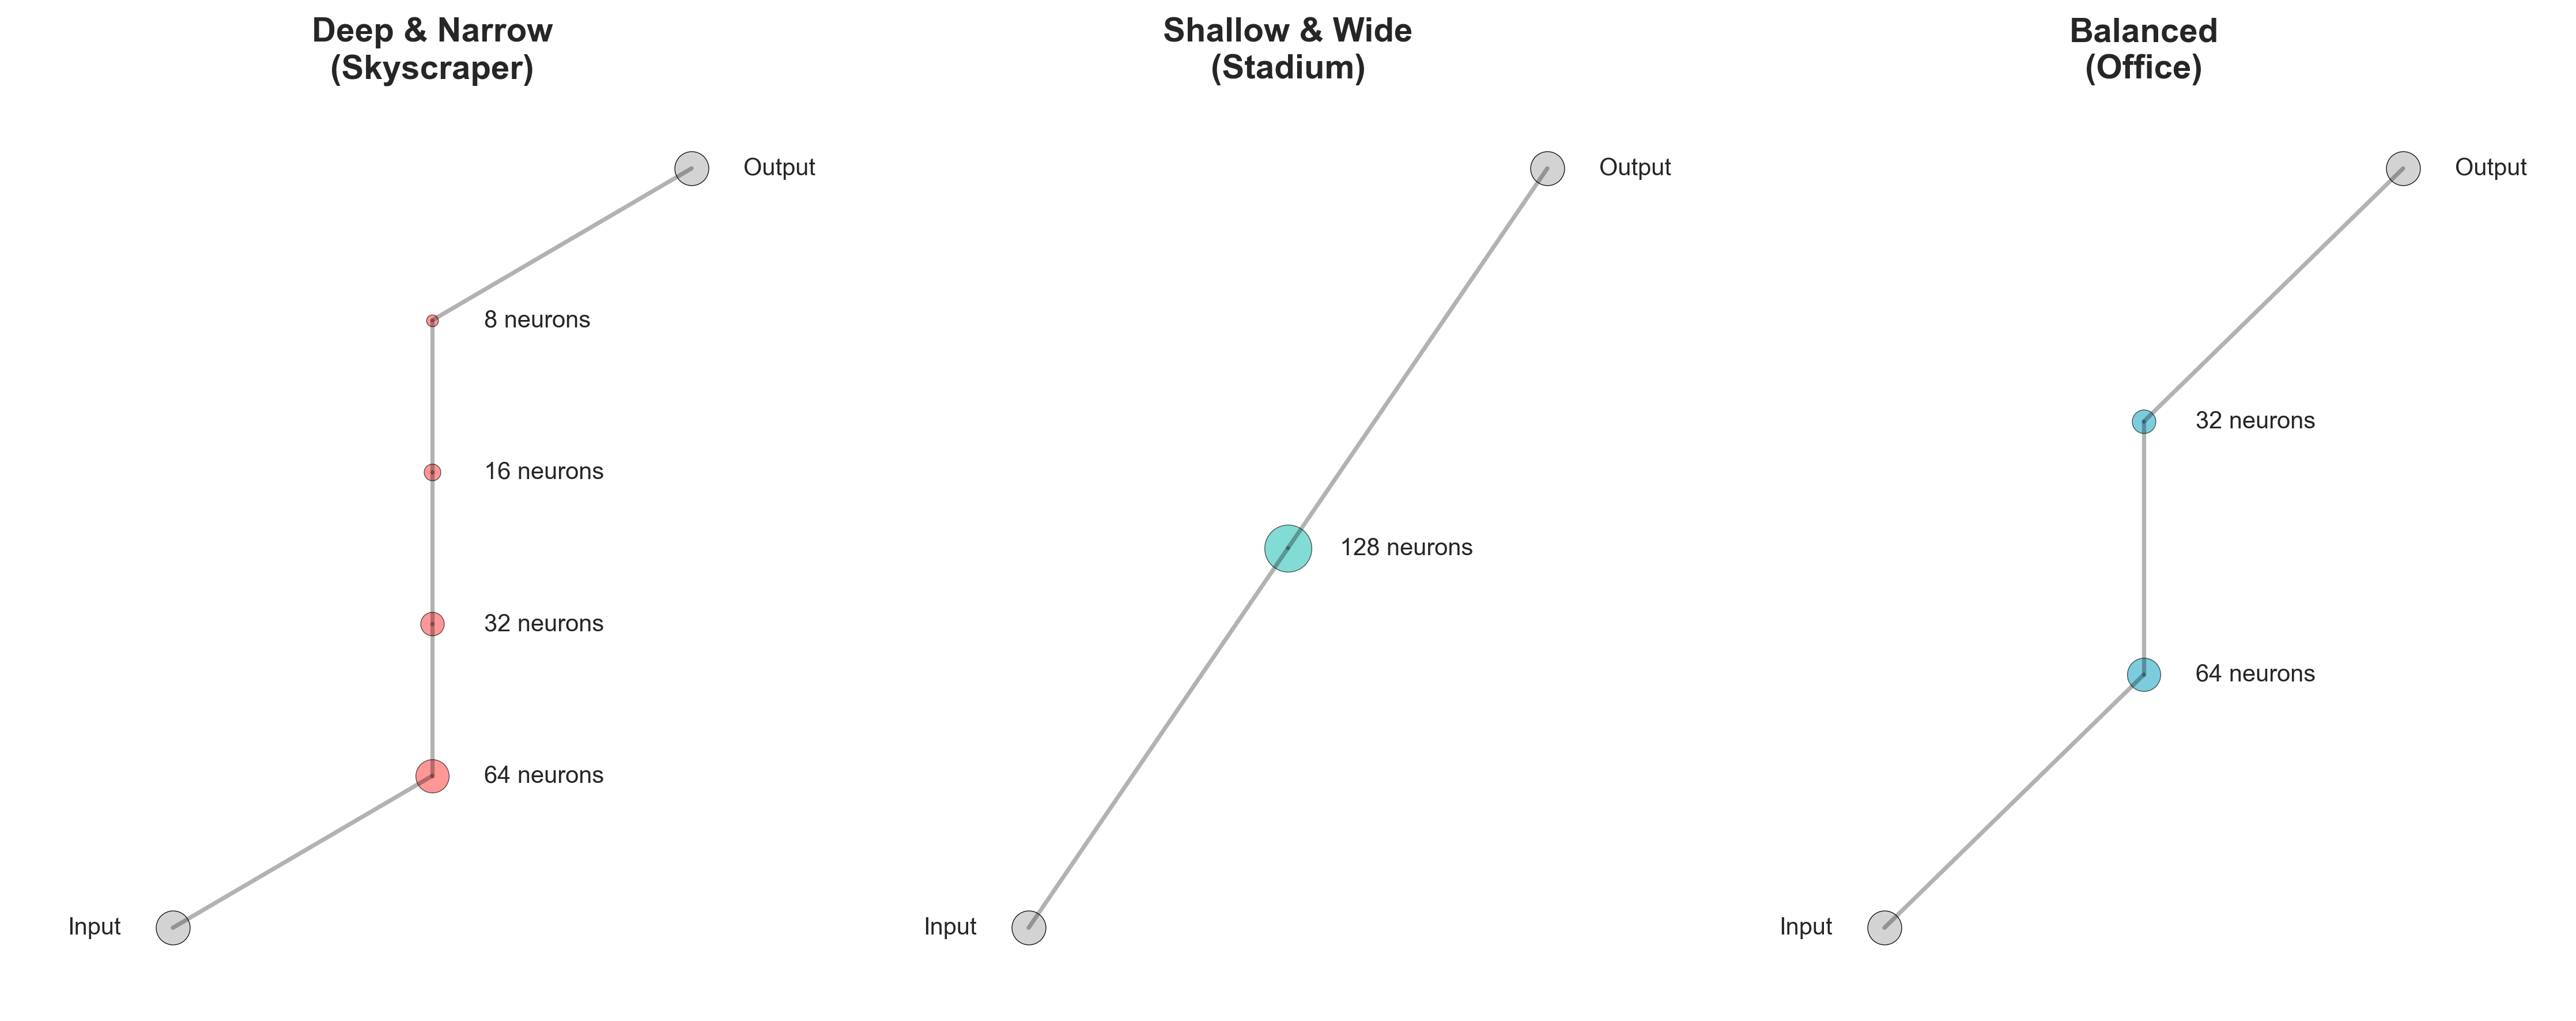 Deep & Narrow
(Skyscraper)
Output
8 neurons
16 neurons
32 neurons
64 neurons
Input
Shallow & Wide
(Stadium)
Output
128 neurons
Input
Balanced
(Office)
Output
32 neurons
64 neurons
Input